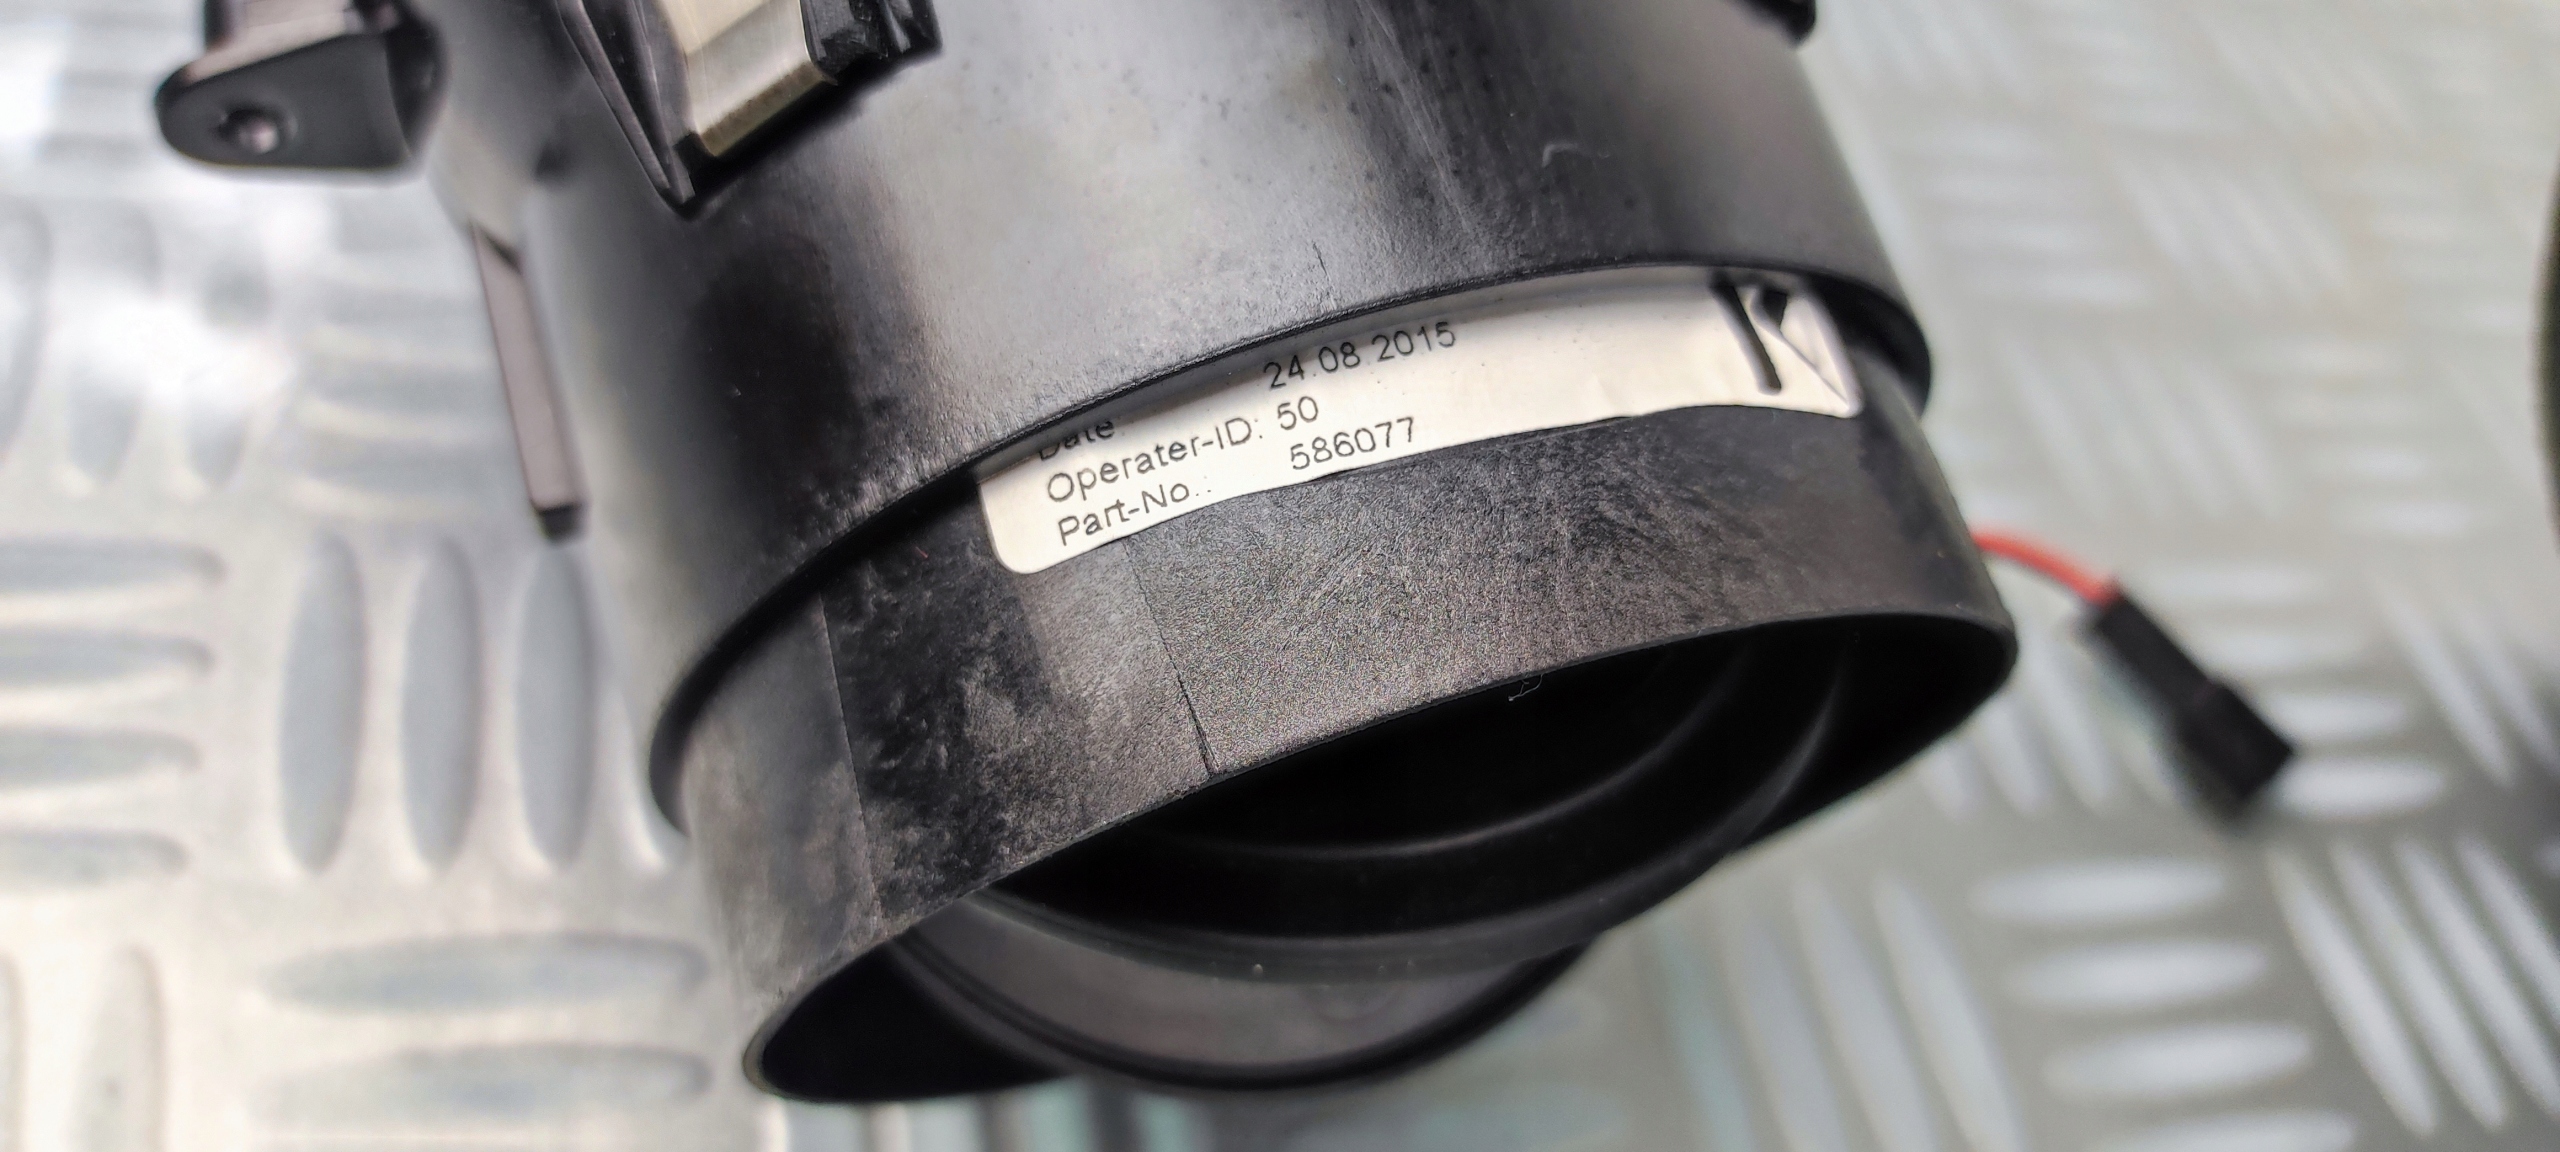 Date: 24.08.2015
Operater-ID: 50
Part-No.: 586077